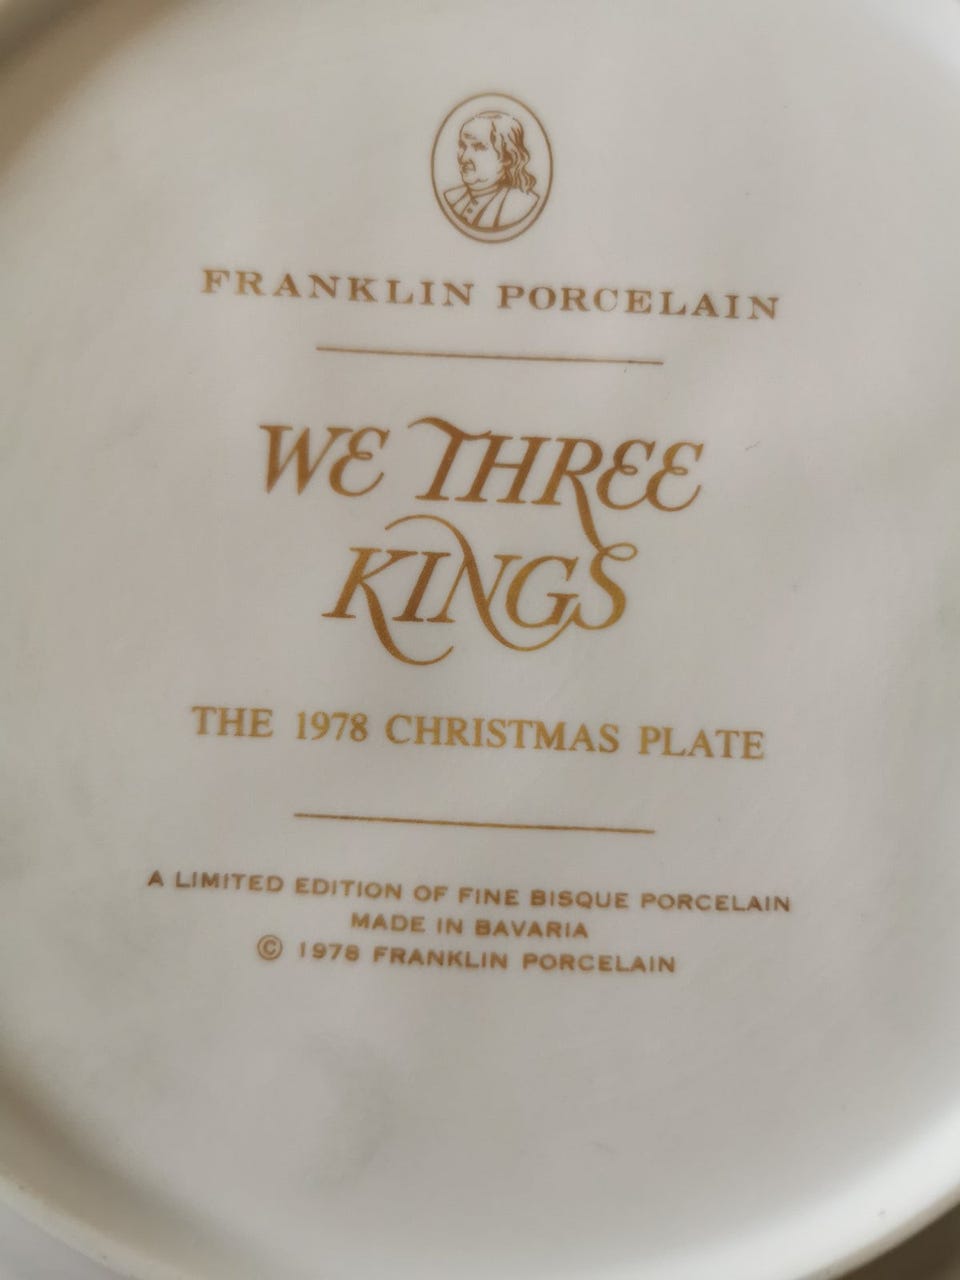 FRANKLIN PORCELAIN
WE THREE
KINGS
THE 1978 CHRISTMAS PLATE
A LIMITED EDITION OF FINE BISQUE PORCELAIN
MADE IN BAVARIA
© 1978 FRANKLIN PORCELAIN